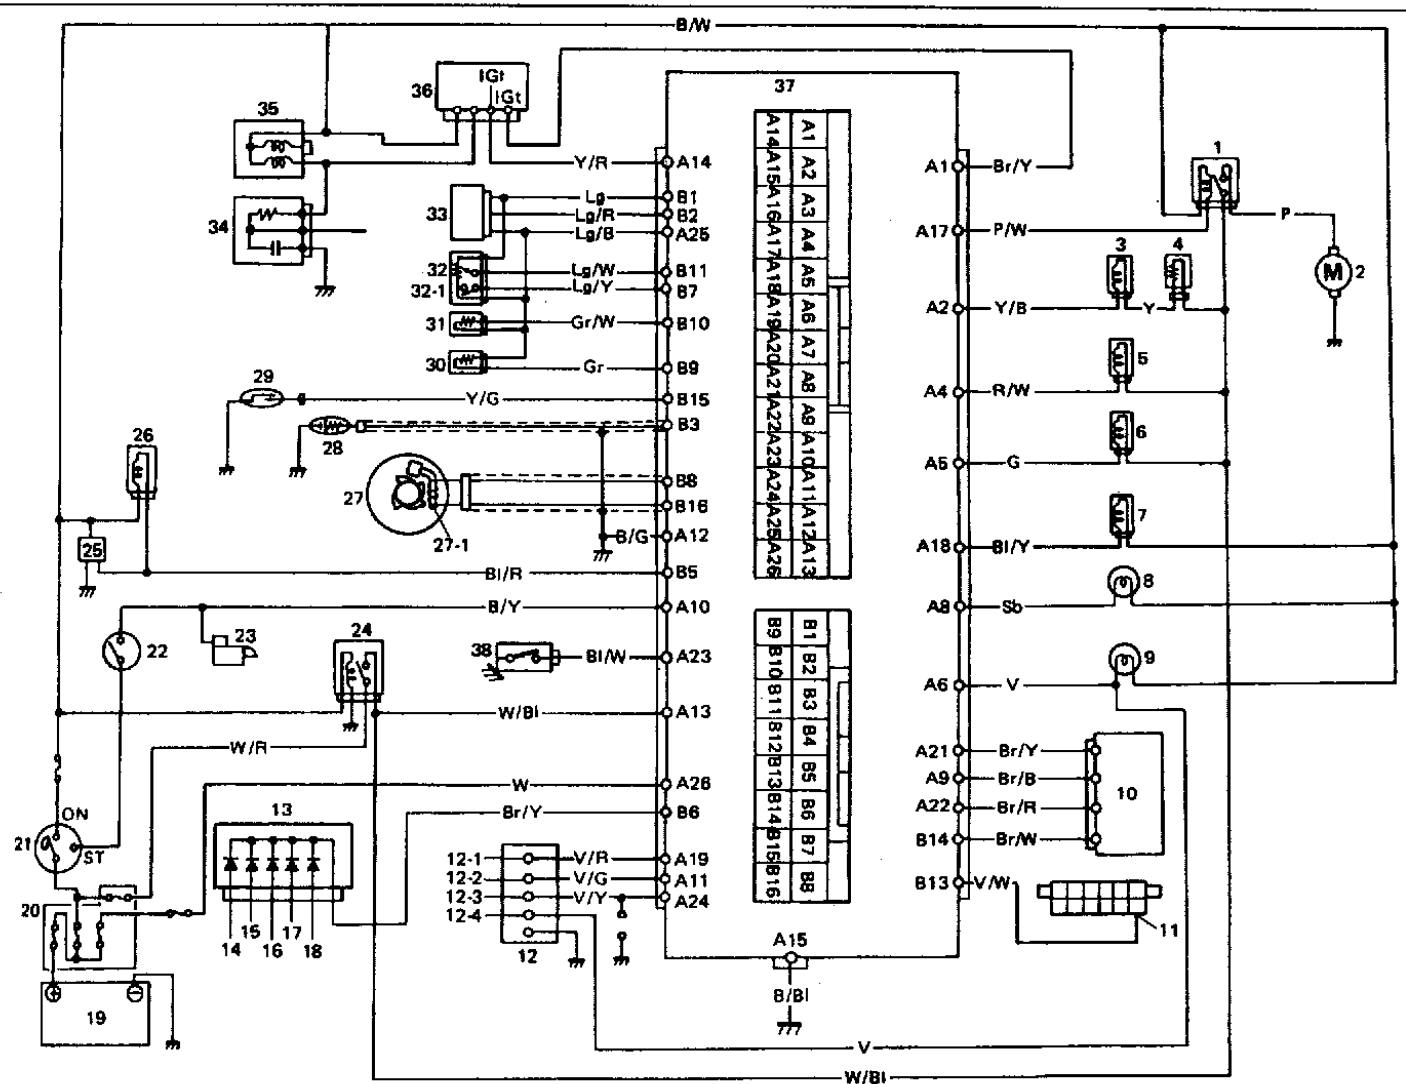 B/W
36
IGt
IGt
35
37
1
Y/R A14
A1 Br/Y
33
Lg B1
Lg/R B2
Lg/B A25
34
A17 P/W
P
3
4
M 2
32
Lg/W B11
32-1
Lg/Y B7
A2 Y/B
Y
31
Gr/W B10
30
Gr B9
5
29
Y/G B15
A4 R/W
28
B3
6
26
A5 G
27
B8
B16
27-1
7
25
B/G A12
A18 Bl/Y
Bl/R B5
8
B/Y A10
A8 Sb
22
23
24
38
Bl/W A23
9
A6 V
W/Bl A13
W/R
A21 Br/Y
A9 Br/B
10
A22 Br/R
B14 Br/W
W A26
Br/Y B6
ON
21
ST
13
12-1
V/R A19
12-2
V/G A11
12-3
V/Y A24
12-4
B13 V/W
11
20
14
15
16
17
18
12
A15
B/Bl
19
V
W/Bl
A14 A1
A15 A2
A16 A3
A17 A4
A18 A5
A19 A6
A20 A7
A21 A8
A22 A9
A23 A10
A24 A11
A25 A12
A26 A13
B9 B1
B10 B2
B11 B3
B12 B4
B13 B5
B14 B6
B15 B7
B16 B8